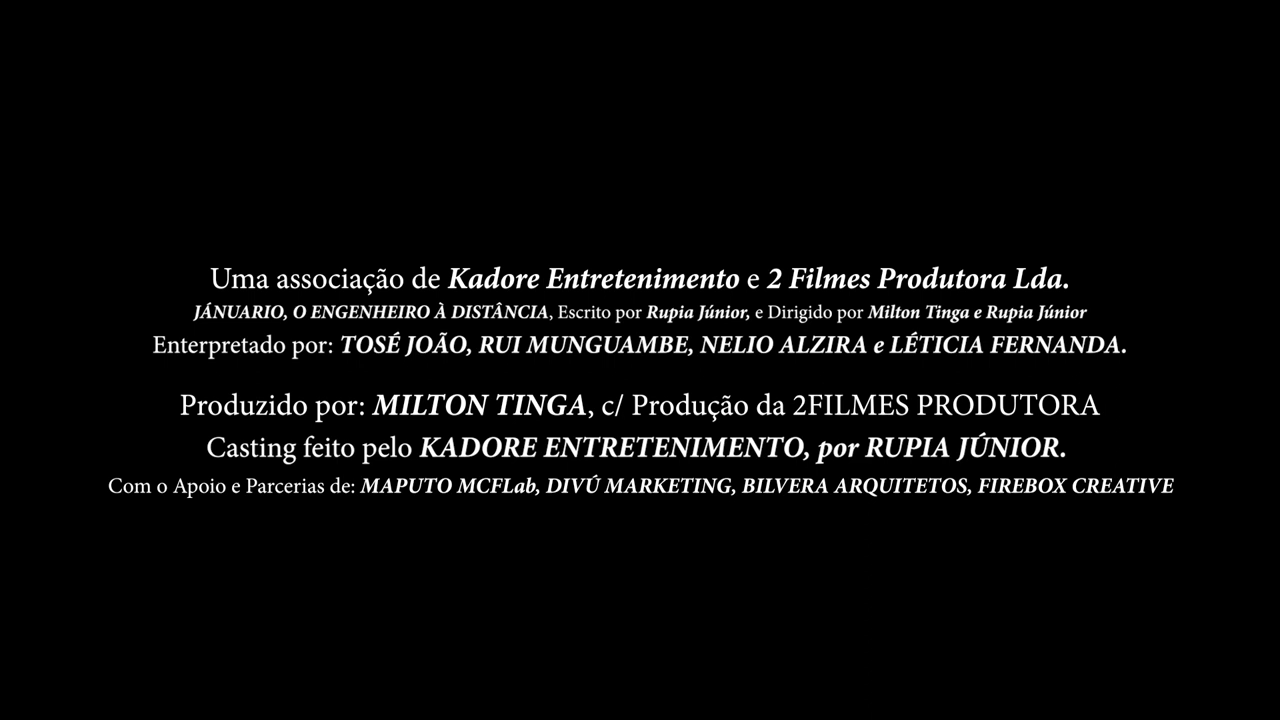 Uma associação de Kadore Entretenimento e 2 Filmes Produtora Lda.
JÁNUARIO, O ENGENHEIRO À DISTÂNCIA, Escrito por Rupia Júnior, e Dirigido por Milton Tinga e Rupia Júnior
Enterpretado por: TOSÉ JOÃO, RUI MUNGUAMBE, NELIO ALZIRA e LÉTICIA FERNANDA.
Produzido por: MILTON TINGA, c/ Produção da 2FILMES PRODUTORA
Casting feito pelo KADORE ENTRETENIMENTO, por RUPIA JÚNIOR.
Com o Apoio e Parcerias de: MAPUTO MCFLab, DIVÚ MARKETING, BILVERA ARQUITETOS, FIREBOX CREATIVE